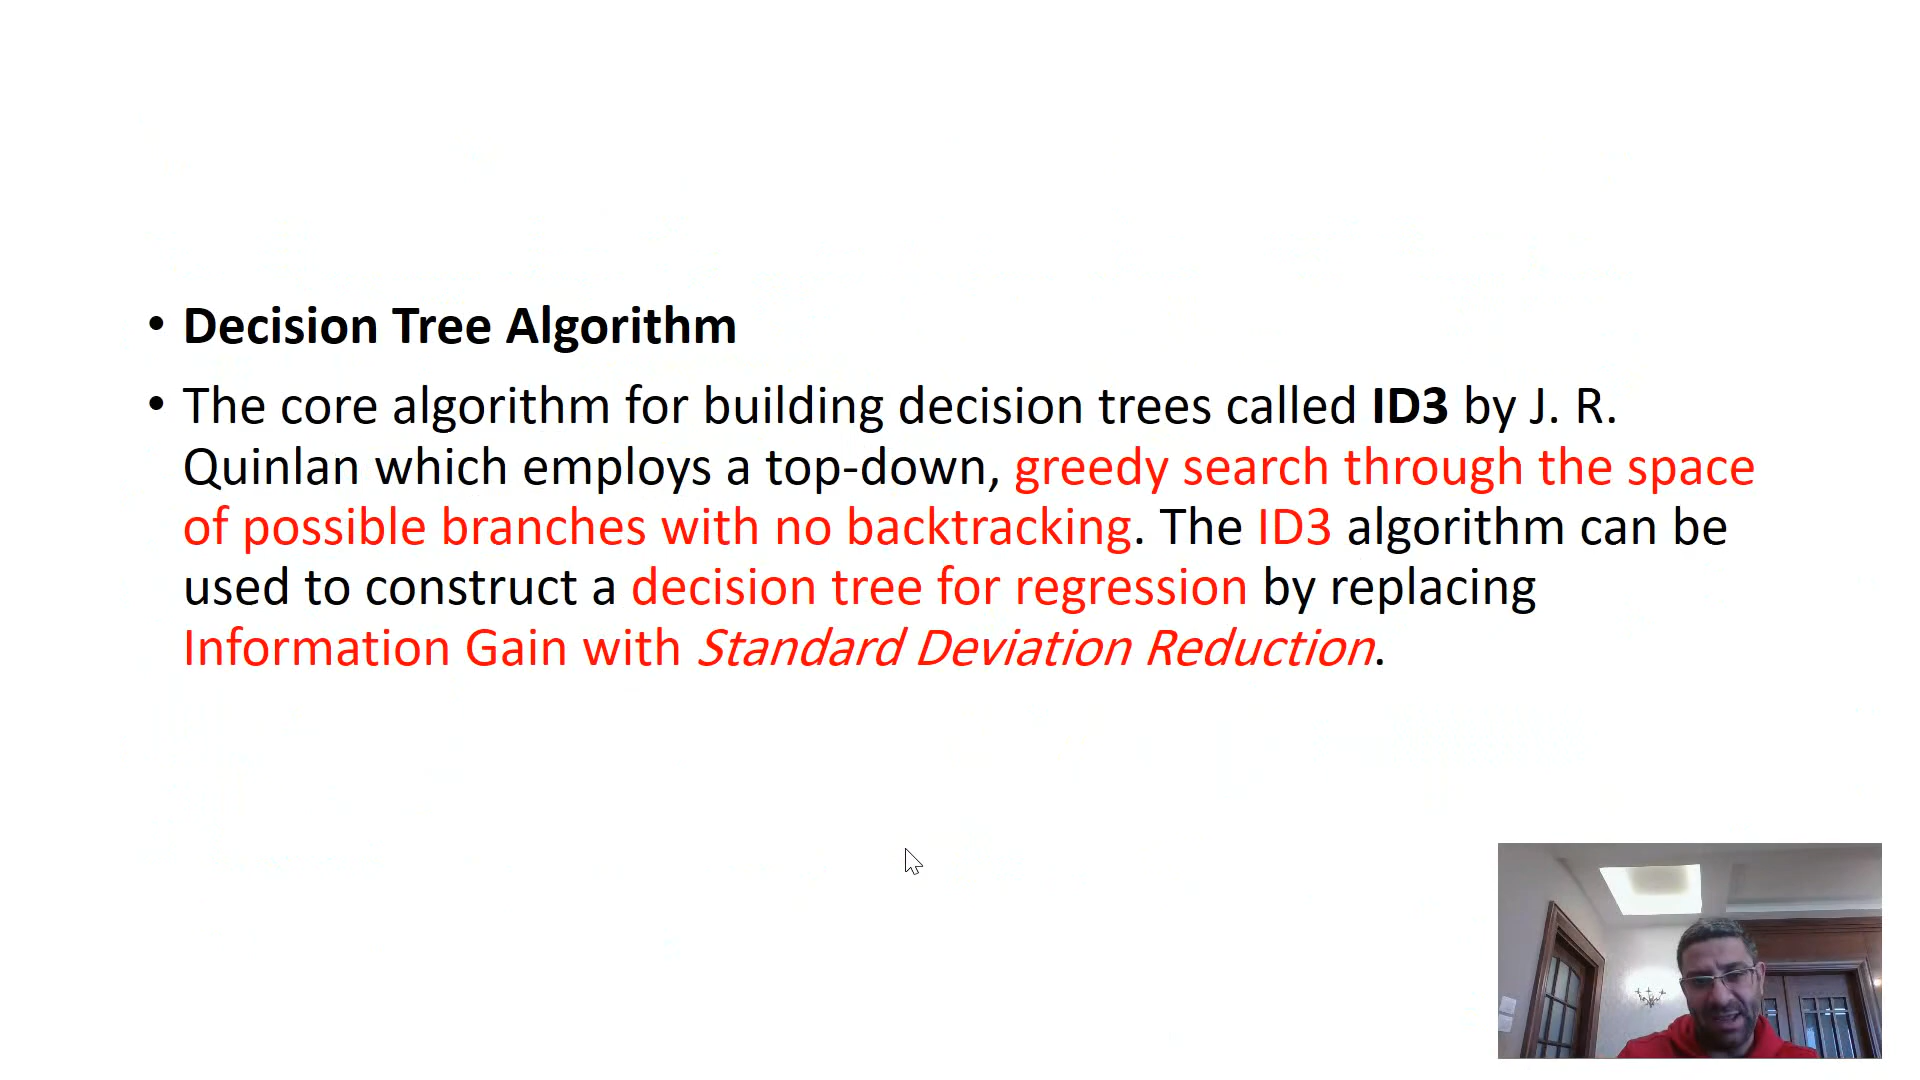 • Decision Tree Algorithm
• The core algorithm for building decision trees called ID3 by J. R.
Quinlan which employs a top-down, greedy search through the space
of possible branches with no backtracking. The ID3 algorithm can be
used to construct a decision tree for regression by replacing
Information Gain with Standard Deviation Reduction.